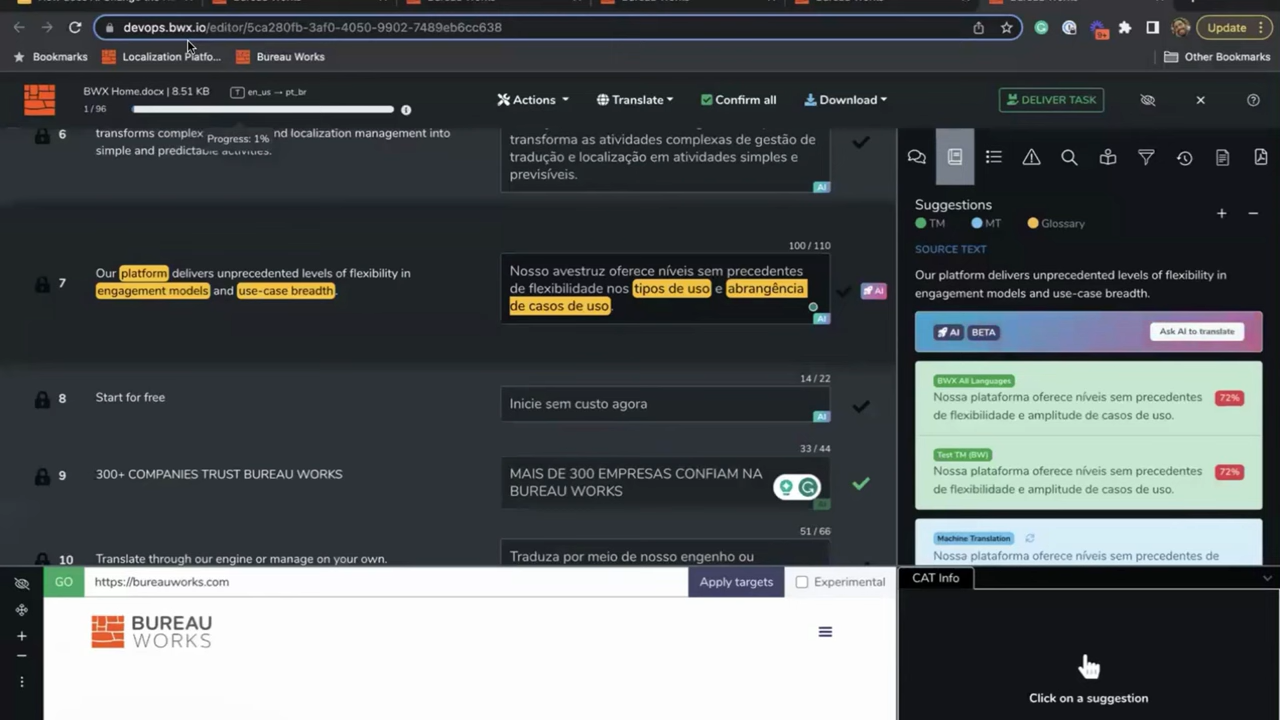 devops.bwx.io/editor/5ca280fb-3af0-4050-9902-7489eb6cc638
9+
Update
Bookmarks
Localization Platfo...
Bureau Works
Other Bookmarks
BWX Home.docx | 8.51 KB
T en_us → pt_br
1 / 96
Progress: 1%
Actions
Translate
Confirm all
Download
DELIVER TASK
6
transforms complex
nd localization management into
simple and predictable activities.
transforma as atividades complexas de gestão de
tradução e localização em atividades simples e
previsíveis.
AI
100 / 110
7
Our platform delivers unprecedented levels of flexibility in
engagement models and use-case breadth.
Nosso avestruz oferece níveis sem precedentes
de flexibilidade nos tipos de uso e abrangência
de casos de uso.
AI
AI
14 / 22
8
Start for free
Inicie sem custo agora
AI
33 / 44
9
300+ COMPANIES TRUST BUREAU WORKS
MAIS DE 300 EMPRESAS CONFIAM NA
BUREAU WORKS
51 / 66
10
Translate through our engine or manage on your own.
Traduza por meio de nosso engenho ou
Suggestions
TM
MT
Glossary
SOURCE TEXT
Our platform delivers unprecedented levels of flexibility in
engagement models and use-case breadth.
AI BETA
Ask AI to translate
BWX All Languages
Nossa plataforma oferece níveis sem precedentes
de flexibilidade e amplitude de casos de uso.
72%
Test TM (BW)
Nossa plataforma oferece níveis sem precedentes
de flexibilidade e amplitude de casos de uso.
72%
Machine Translation
Nossa plataforma oferece níveis sem precedentes de
GO
https://bureauworks.com
Apply targets
Experimental
BUREAU
WORKS
CAT Info
Click on a suggestion